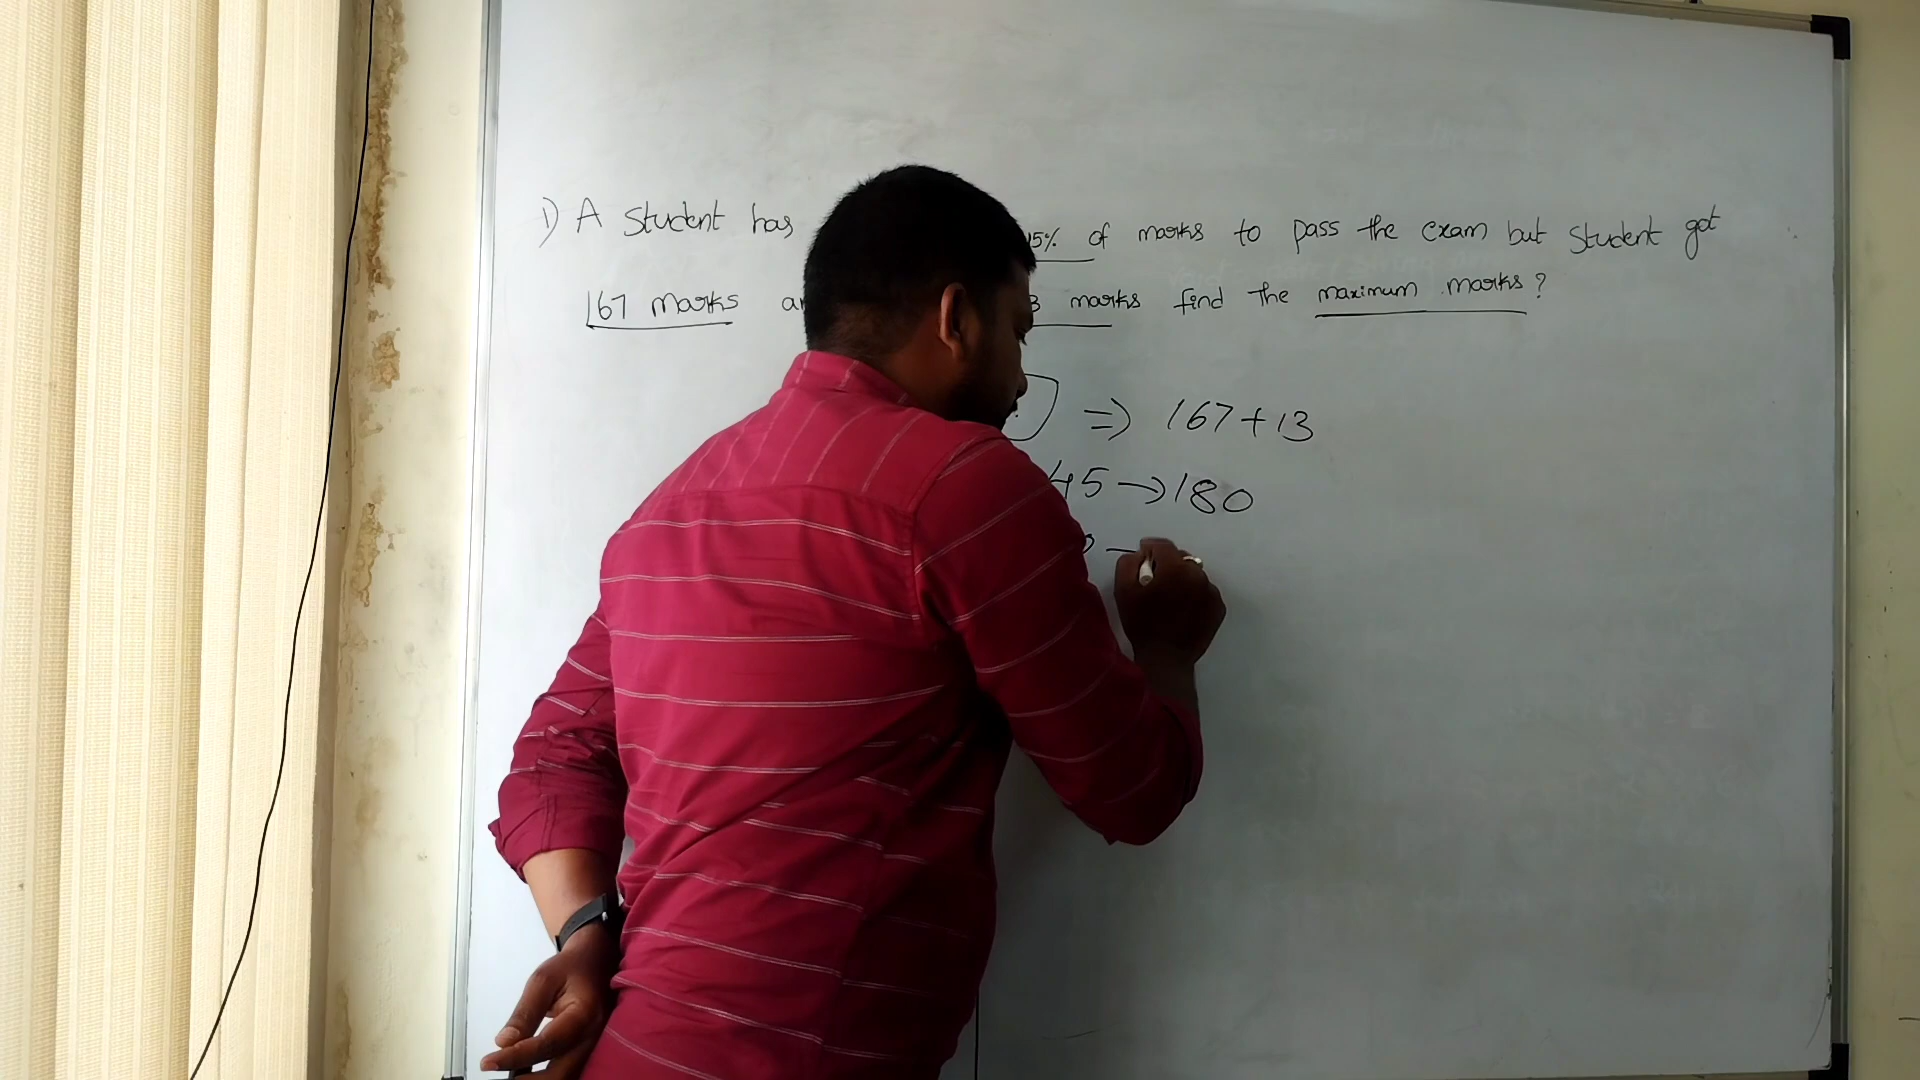 1) A Student has 45% of marks to pass the exam but Student got
167 marks 3 marks find the maximum marks?
=> 167+13
45 → 180